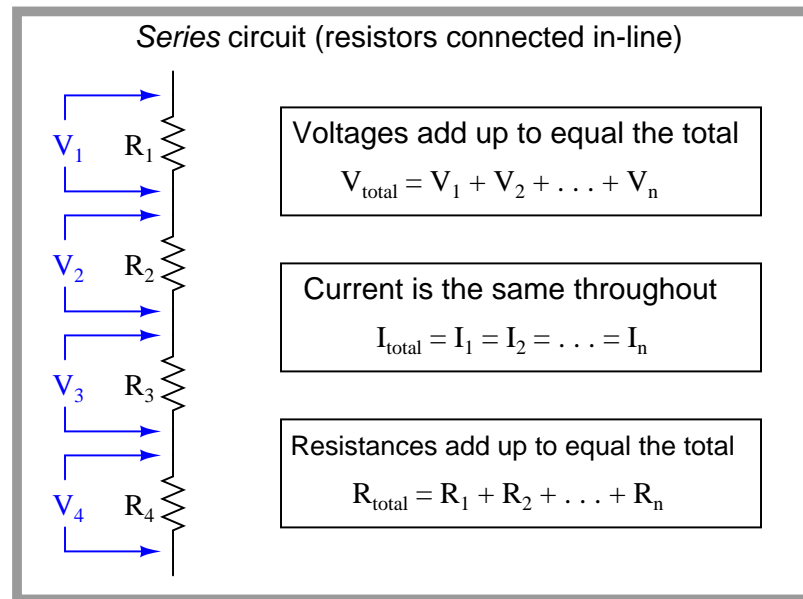 Series circuit (resistors connected in-line)
V1
R1
V2
R2
V3
R3
V4
R4
Voltages add up to equal the total
Vtotal = V1 + V2 + . . . + Vn
Current is the same throughout
Itotal = I1 = I2 = . . . = In
Resistances add up to equal the total
Rtotal = R1 + R2 + . . . + Rn